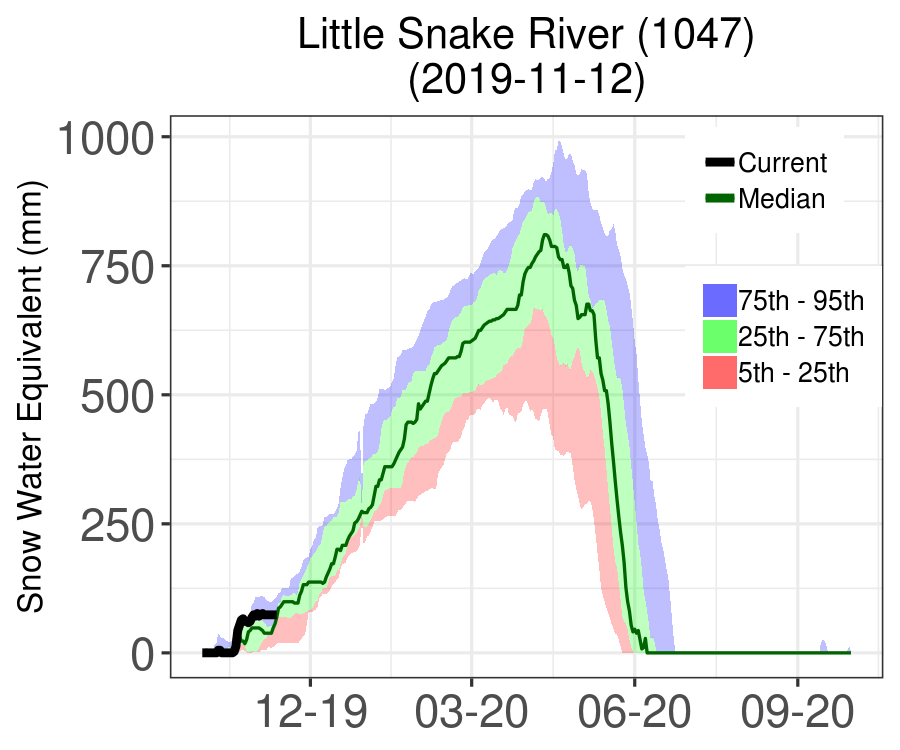 Little Snake River (1047)
(2019-11-12)
Snow Water Equivalent (mm)
1000
750
500
250
0
12-19
03-20
06-20
09-20
Current
Median
75th - 95th
25th - 75th
5th - 25th